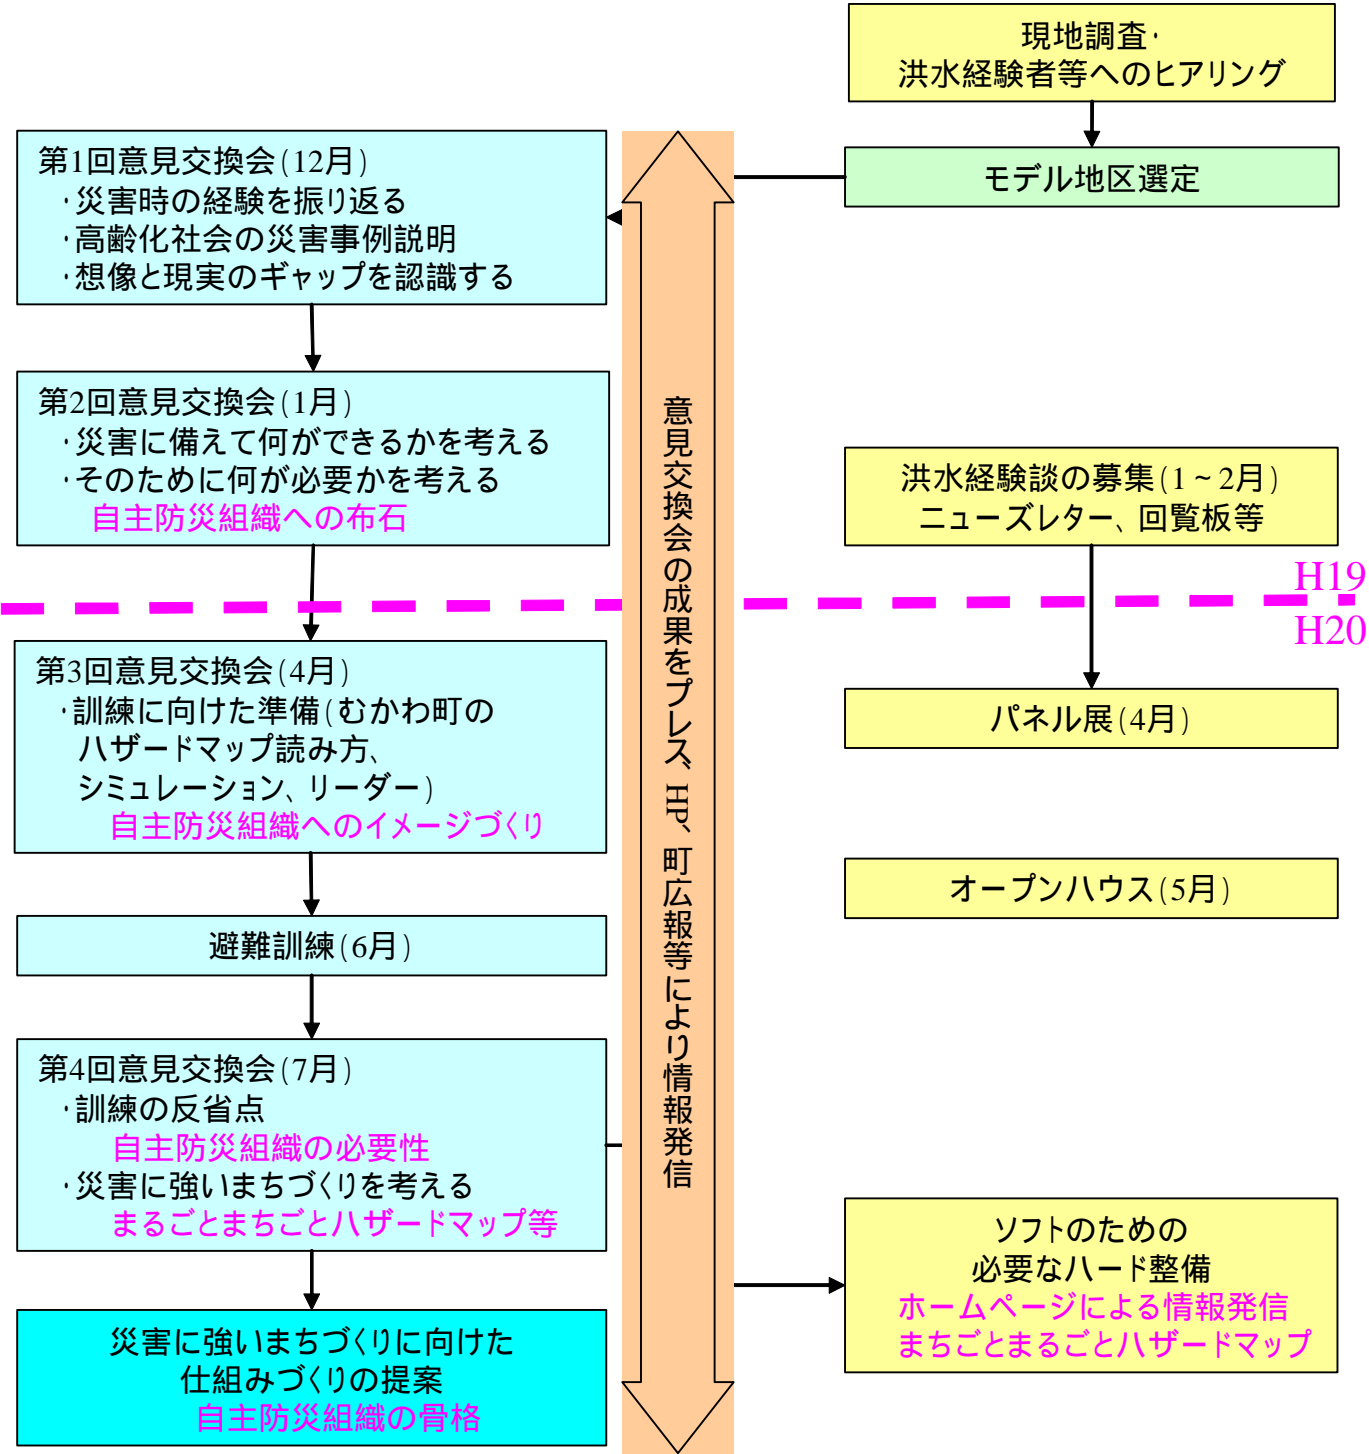 現地調査・
洪水経験者等へのヒアリング
モデル地区選定
第1回意見交換会(12月)
・災害時の経験を振り返る
・高齢化社会の災害事例説明
・想像と現実のギャップを認識する
第2回意見交換会(1月)
・災害に備えて何ができるかを考える
・そのために何が必要かを考える
自主防災組織への布石
洪水経験談の募集(1~2月)
ニューズレター、回覧板等
H19
H20
第3回意見交換会(4月)
・訓練に向けた準備(むかわ町の
ハザードマップ読み方、
シミュレーション、リーダー)
自主防災組織へのイメージづくり
パネル展(4月)
オープンハウス(5月)
避難訓練(6月)
第4回意見交換会(7月)
・訓練の反省点
自主防災組織の必要性
・災害に強いまちづくりを考える
まるごとまちごとハザードマップ等
災害に強いまちづくりに向けた
仕組みづくりの提案
自主防災組織の骨格
意見交換会の成果をプレス、HP、町広報等により情報発信
ソフトのための
必要なハード整備
ホームページによる情報発信
まちごとまるごとハザードマップ